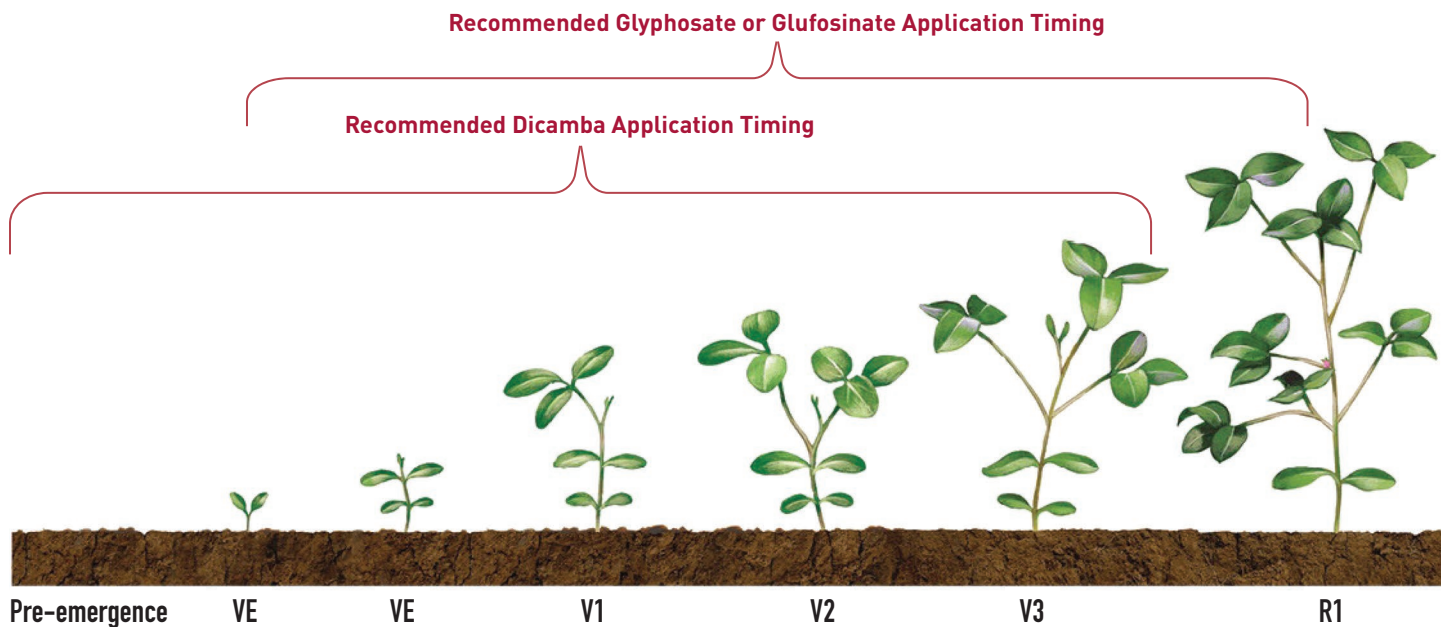 Recommended Glyphosate or Glufosinate Application Timing
Recommended Dicamba Application Timing
Pre-emergence VE VE V1 V2 V3 R1